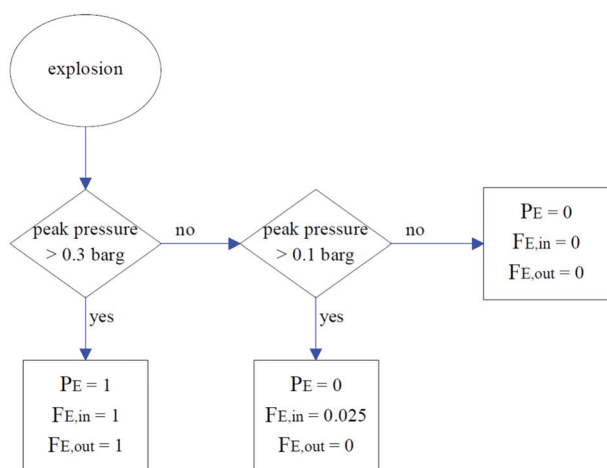 explosion
peak pressure
> 0.3 barg
no
peak pressure
> 0.1 barg
no
PE = 0
FE,in = 0
FE,out = 0
yes
yes
PE = 1
FE,in = 1
FE,out = 1
PE = 0
FE,in = 0.025
FE,out = 0